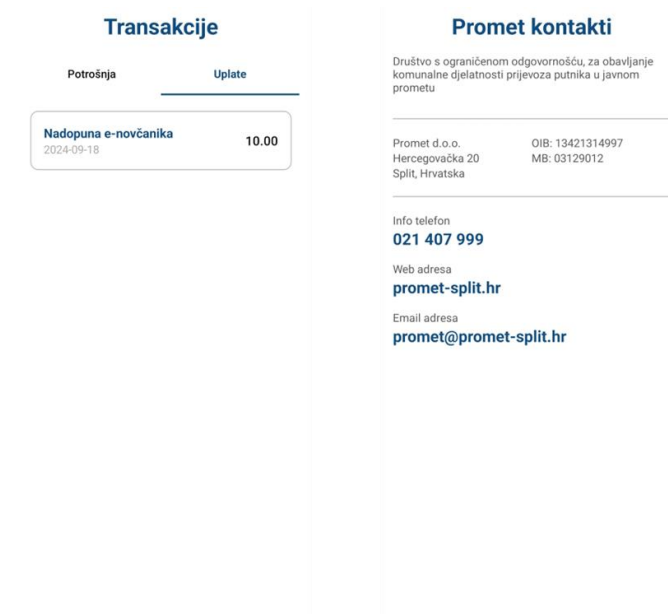 Transakcije
Potrošnja
Uplate
Nadopuna e-novčanika
2024-09-18
10.00
Promet kontakti
Društvo s ograničenom odgovornošću, za obavljanje
komunalne djelatnosti prijevoza putnika u javnom
prometu
Promet d.o.o.
Hercegovačka 20
Split, Hrvatska
OIB: 13421314997
MB: 03129012
Info telefon
021 407 999
Web adresa
promet-split.hr
Email adresa
promet@promet-split.hr